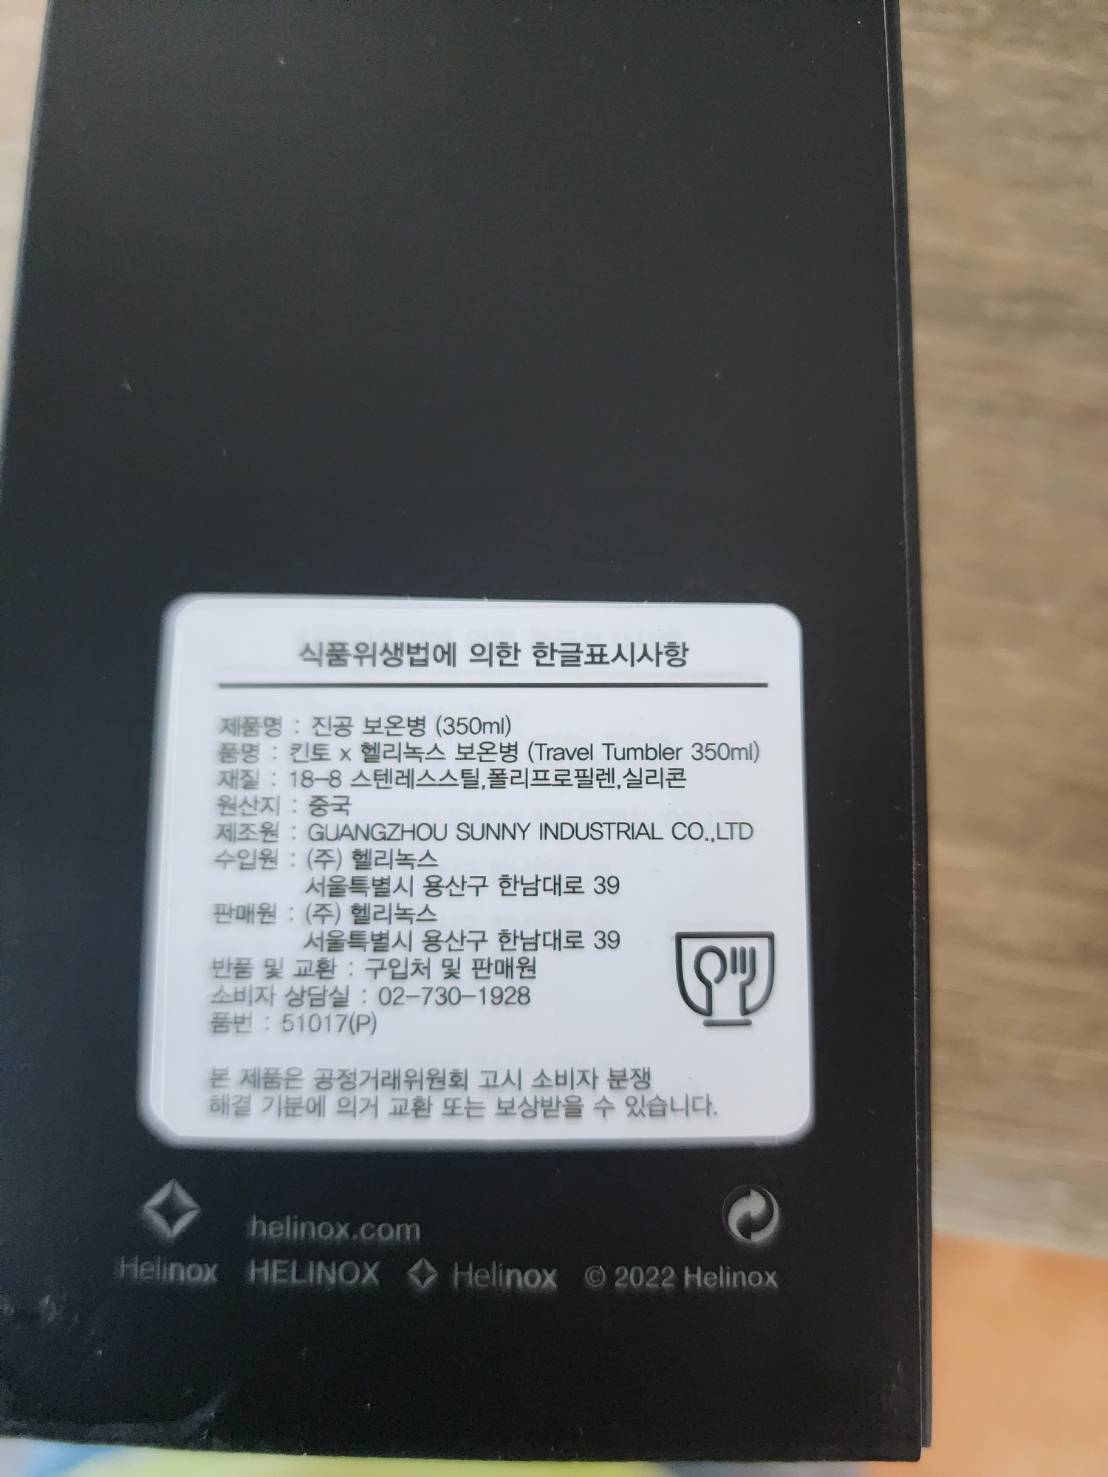 식품위생법에 의한 한글표시사항
제품명 : 진공 보온병 (350ml)
품명 : 킨토 x 헬리녹스 보온병 (Travel Tumbler 350ml)
재질 : 18-8 스텐레스스틸,폴리프로필렌,실리콘
원산지 : 중국
제조원 : GUANGZHOU SUNNY INDUSTRIAL CO.,LTD
수입원 : (주) 헬리녹스
서울특별시 용산구 한남대로 39
판매원 : (주) 헬리녹스
서울특별시 용산구 한남대로 39
반품 및 교환 : 구입처 및 판매원
소비자 상담실 : 02-730-1928
품번 : 51017(P)
본 제품은 공정거래위원회 고시 소비자 분쟁
해결 기분에 의거 교환 또는 보상받을 수 있습니다.
helinox.com
Helinox HELINOX Helinox © 2022 Helinox